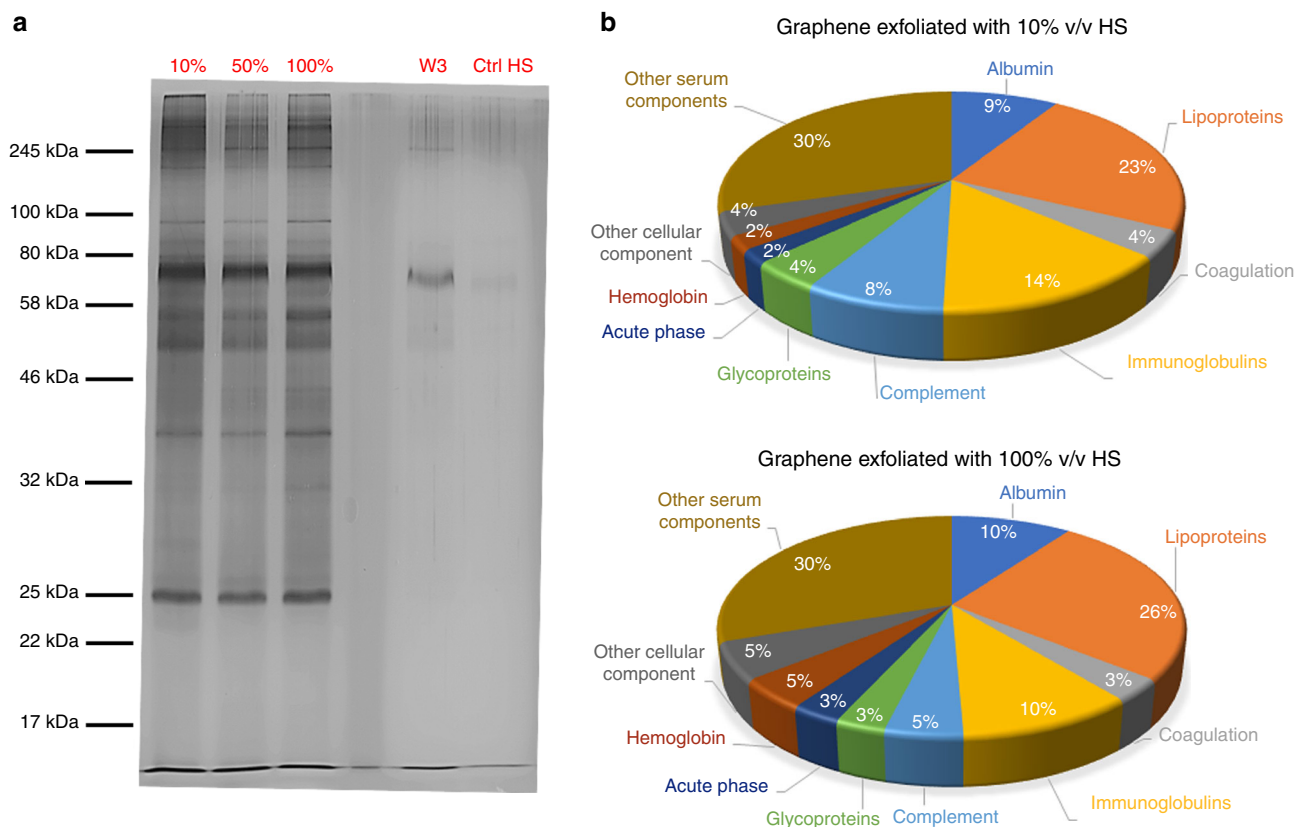 a
10% 50% 100% W3 Ctrl HS
245 kDa
100 kDa
80 kDa
58 kDa
46 kDa
32 kDa
25 kDa
22 kDa
17 kDa
b
Graphene exfoliated with 10% v/v HS
Other serum
components
Albumin
Lipoproteins
Coagulation
Immunoglobulins
Complement
Glycoproteins
Acute phase
Hemoglobin
Other cellular
component
9%
23%
4%
14%
8%
4%
2%
2%
4%
30%
Graphene exfoliated with 100% v/v HS
Other serum
components
Albumin
Lipoproteins
Coagulation
Immunoglobulins
Complement
Glycoproteins
Acute phase
Hemoglobin
Other cellular
component
10%
26%
3%
10%
5%
3%
3%
5%
5%
30%